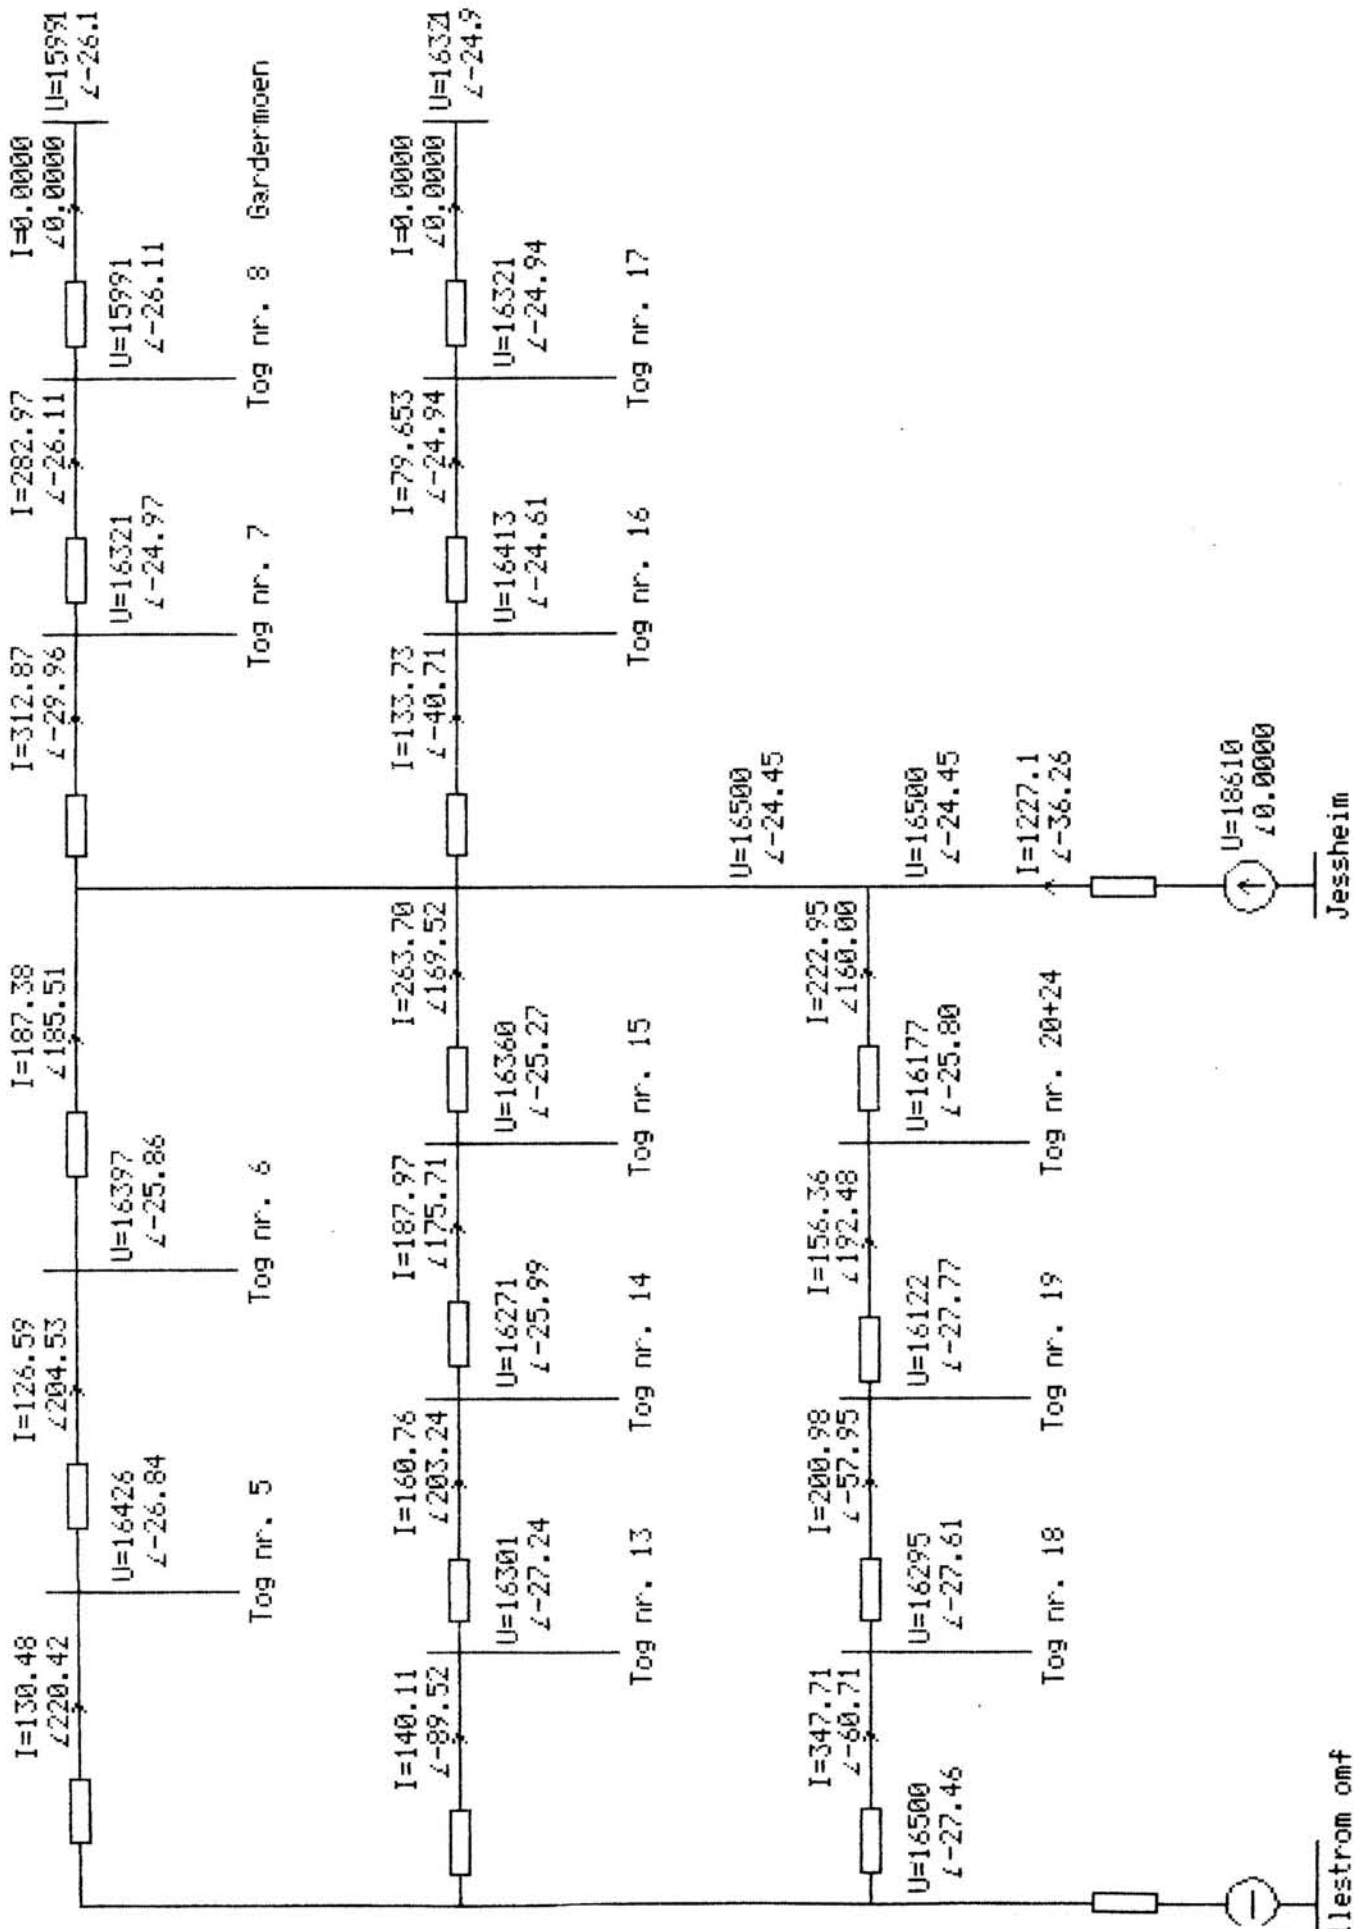 I=130.48
∠220.42
I=126.59
∠204.53
I=187.38
∠185.51
I=312.87
∠-29.96
I=282.97
∠-26.11
I=0.0000
∠0.0000
U=15991
∠-26.1
U=16426
∠-26.84
U=16397
∠-25.86
U=16321
∠-24.97
U=15991
∠-26.11
Tog nr. 5
Tog nr. 6
Tog nr. 7
Tog nr. 8
Gardermoen
I=140.11
∠-89.52
I=160.76
∠203.24
I=187.97
∠175.71
I=263.70
∠169.52
I=133.73
∠-40.71
I=79.653
∠-24.94
I=0.0000
∠0.0000
U=16321
∠-24.9
U=16301
∠-27.24
U=16271
∠-25.99
U=16360
∠-25.27
U=16413
∠-24.61
U=16321
∠-24.94
Tog nr. 13
Tog nr. 14
Tog nr. 15
Tog nr. 16
Tog nr. 17
U=16500
∠-24.45
I=347.71
∠-60.71
I=200.98
∠-57.95
I=156.36
∠192.48
I=222.95
∠160.00
U=16500
∠-27.46
U=16295
∠-27.61
U=16122
∠-27.77
U=16177
∠-25.80
U=16500
∠-24.45
Tog nr. 18
Tog nr. 19
Tog nr. 20+24
I=1227.1
∠-36.26
U=18610
∠0.0000
llestrom omf
Jessheim